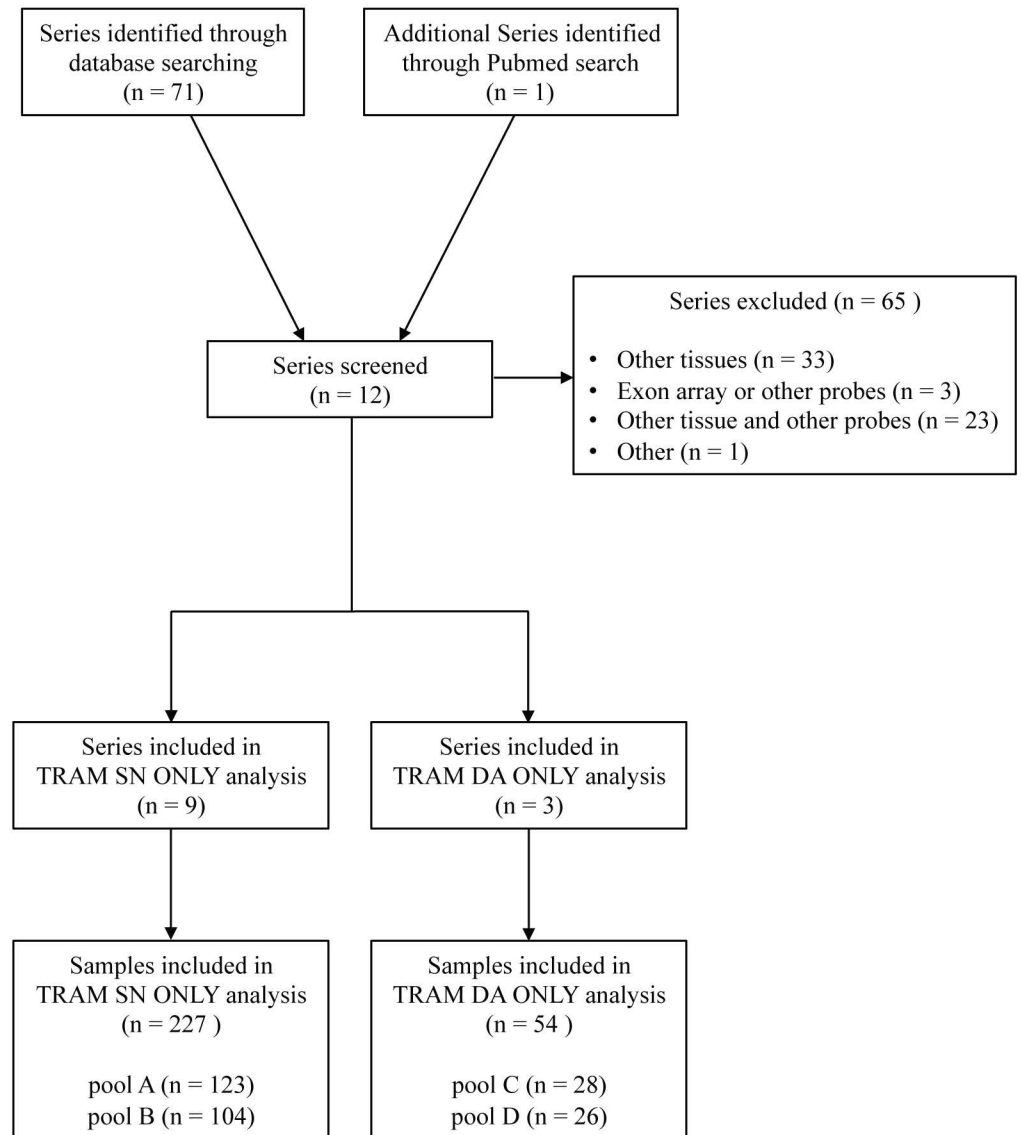 Series identified through
database searching
(n = 71)
Additional Series identified
through Pubmed search
(n = 1)
Series excluded (n = 65 )
• Other tissues (n = 33)
• Exon array or other probes (n = 3)
• Other tissue and other probes (n = 23)
• Other (n = 1)
Series screened
(n = 12)
Series included in
TRAM SN ONLY analysis
(n = 9)
Series included in
TRAM DA ONLY analysis
(n = 3)
Samples included in
TRAM SN ONLY analysis
(n = 227 )
pool A (n = 123)
pool B (n = 104)
Samples included in
TRAM DA ONLY analysis
(n = 54 )
pool C (n = 28)
pool D (n = 26)